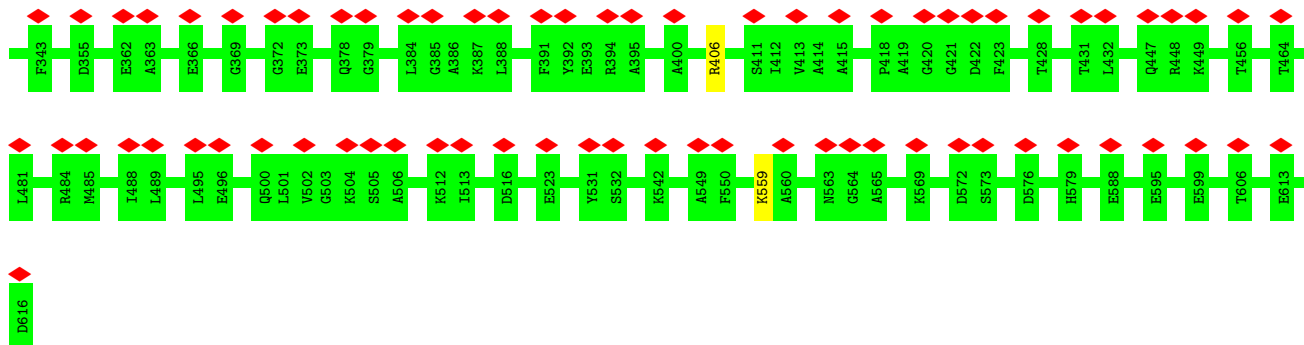 F343 D355 E362 A363 E366 G369 G372 E373 Q378 G379 L384 G385 A386 K387 L388 F391 Y392 E393 R394 A395 A400 R406 S411 I412 V413 A414 A415 P418 A419 G420 G421 D422 F423 T428 T431 L432 Q447 R448 K449 T456 T464
L481 R484 M485 I488 L489 L495 E496 Q500 L501 V502 G503 K504 S505 A506 K512 I513 D516 E523 Y531 S532 K542 A549 F550 K559 A560 N563 G564 A565 K569 D572 S573 D576 H579 E588 E595 E599 T606 E613
D616